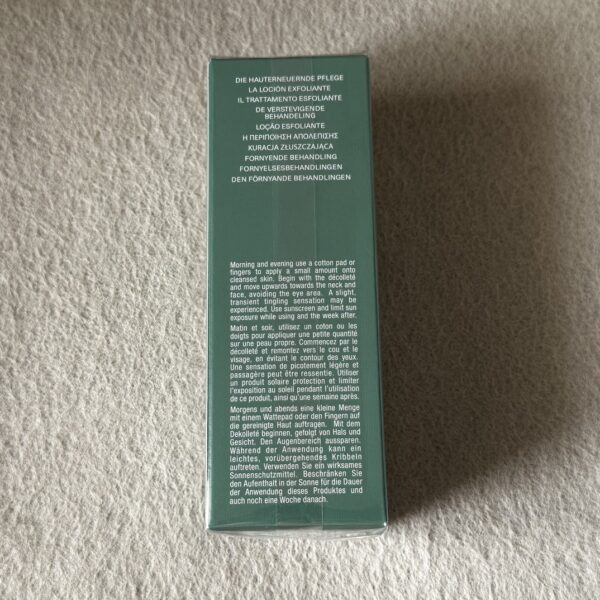 DIE HAUTERNEUERNDE PFLEGE
LA LOCIÓN EXFOLIANTE
IL TRATTAMENTO ESFOLIANTE
DE VERSTEVIGENDE
BEHANDELING
LOÇÃO ESFOLIANTE
Η ΠΕΡΙΠΟΙΗΣΗ ΑΠΟΛΕΠΙΣΗΣ
KURACJA ZŁUSZCZAJĄCA
FORNYENDE BEHANDLING
FORNYELSESBEHANDLINGEN
DEN FÖRNYANDE BEHANDLINGEN
Morning and evening use a cotton pad or
fingers to apply a small amount onto
cleansed skin. Begin with the décolleté
and move upwards towards the neck and
face, avoiding the eye area. A slight,
transient tingling sensation may be
experienced. Use sunscreen and limit sun
exposure while using and the week after.
Matin et soir, utilisez un coton ou les
doigts pour appliquer une petite quantité
sur une peau propre. Commencez par le
décolleté et remontez vers le cou et le
visage, en évitant le contour des yeux.
Une sensation de picotement légère et
passagère peut être ressentie. Utiliser
un produit solaire protection et limiter
l'exposition au soleil pendant l'utilisation
de ce produit, ainsi qu'une semaine après.
Morgens und abends eine kleine Menge
mit einem Wattepad oder den Fingern auf
die gereinigte Haut auftragen. Mit dem
Dekolleté beginnen, gefolgt von Hals und
Gesicht. Den Augenbereich aussparen.
Während der Anwendung kann ein
leichtes, vorübergehendes Kribbeln
auftreten. Verwenden Sie ein wirksames
Sonnenschutzmittel. Beschränken Sie
den Aufenthalt in der Sonne für die Dauer
der Anwendung dieses Produktes und
auch noch eine Woche danach.